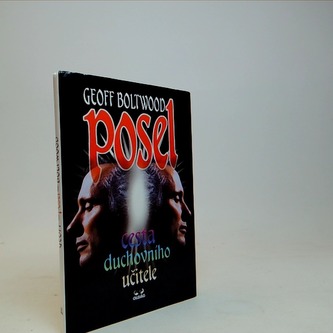 GEOFF BOLTWOOD
posel
cesta
duchovního
učitele